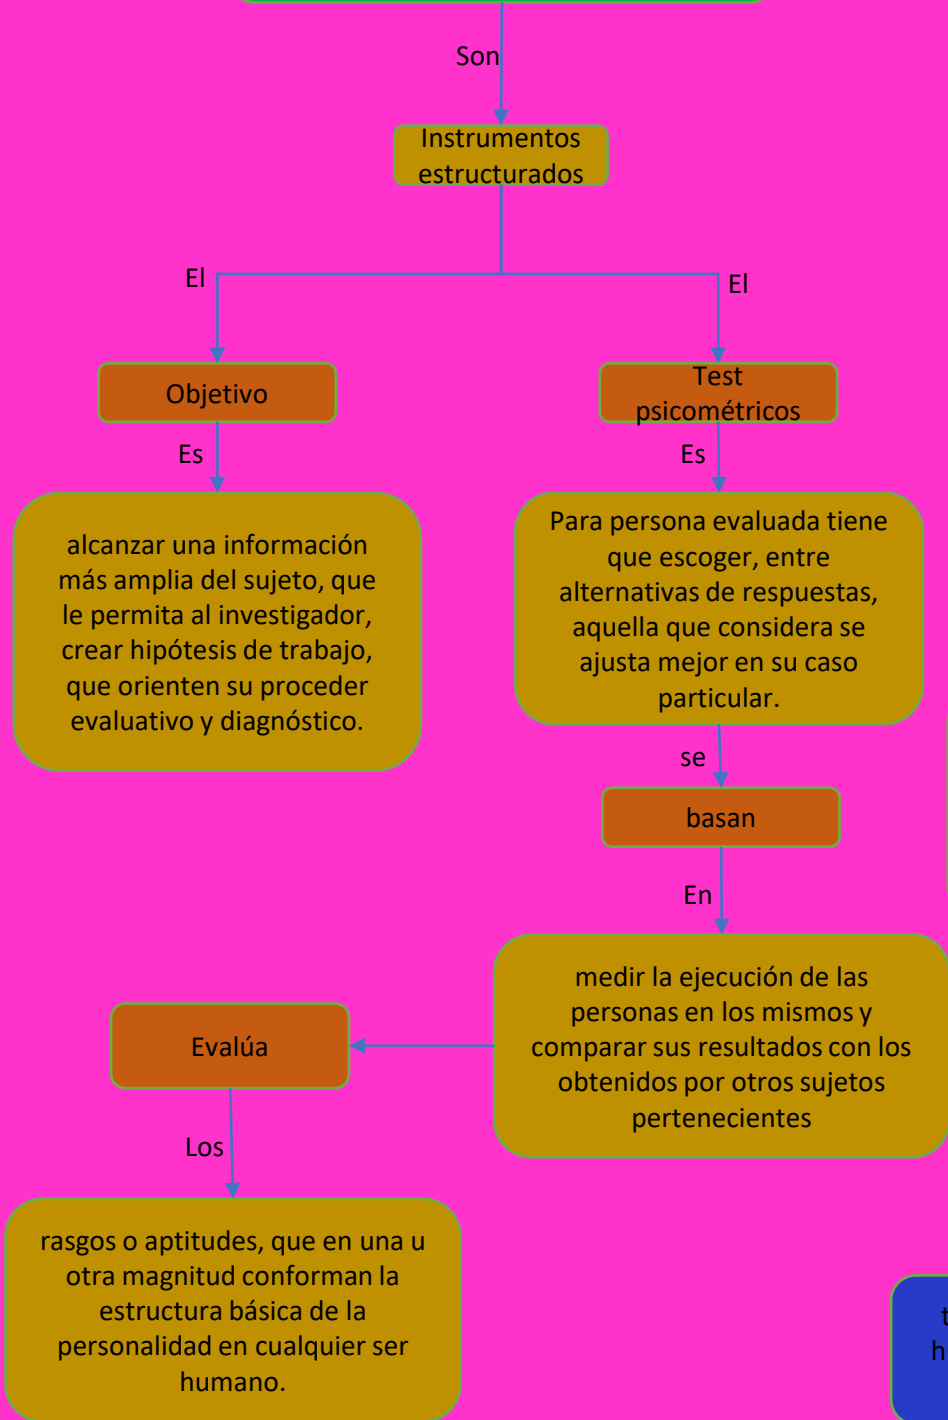 Son
Instrumentos
estructurados
El
El
Objetivo
Test
psicométricos
Es
Es
alcanzar una información
más amplia del sujeto, que
le permita al investigador,
crear hipótesis de trabajo,
que orienten su proceder
evaluativo y diagnóstico.
Para persona evaluada tiene
que escoger, entre
alternativas de respuestas,
aquella que considera se
ajusta mejor en su caso
particular.
se
basan
En
medir la ejecución de las
personas en los mismos y
comparar sus resultados con los
obtenidos por otros sujetos
pertenecientes
Evalúa
Los
rasgos o aptitudes, que en una u
otra magnitud conforman la
estructura básica de la
personalidad en cualquier ser
humano.